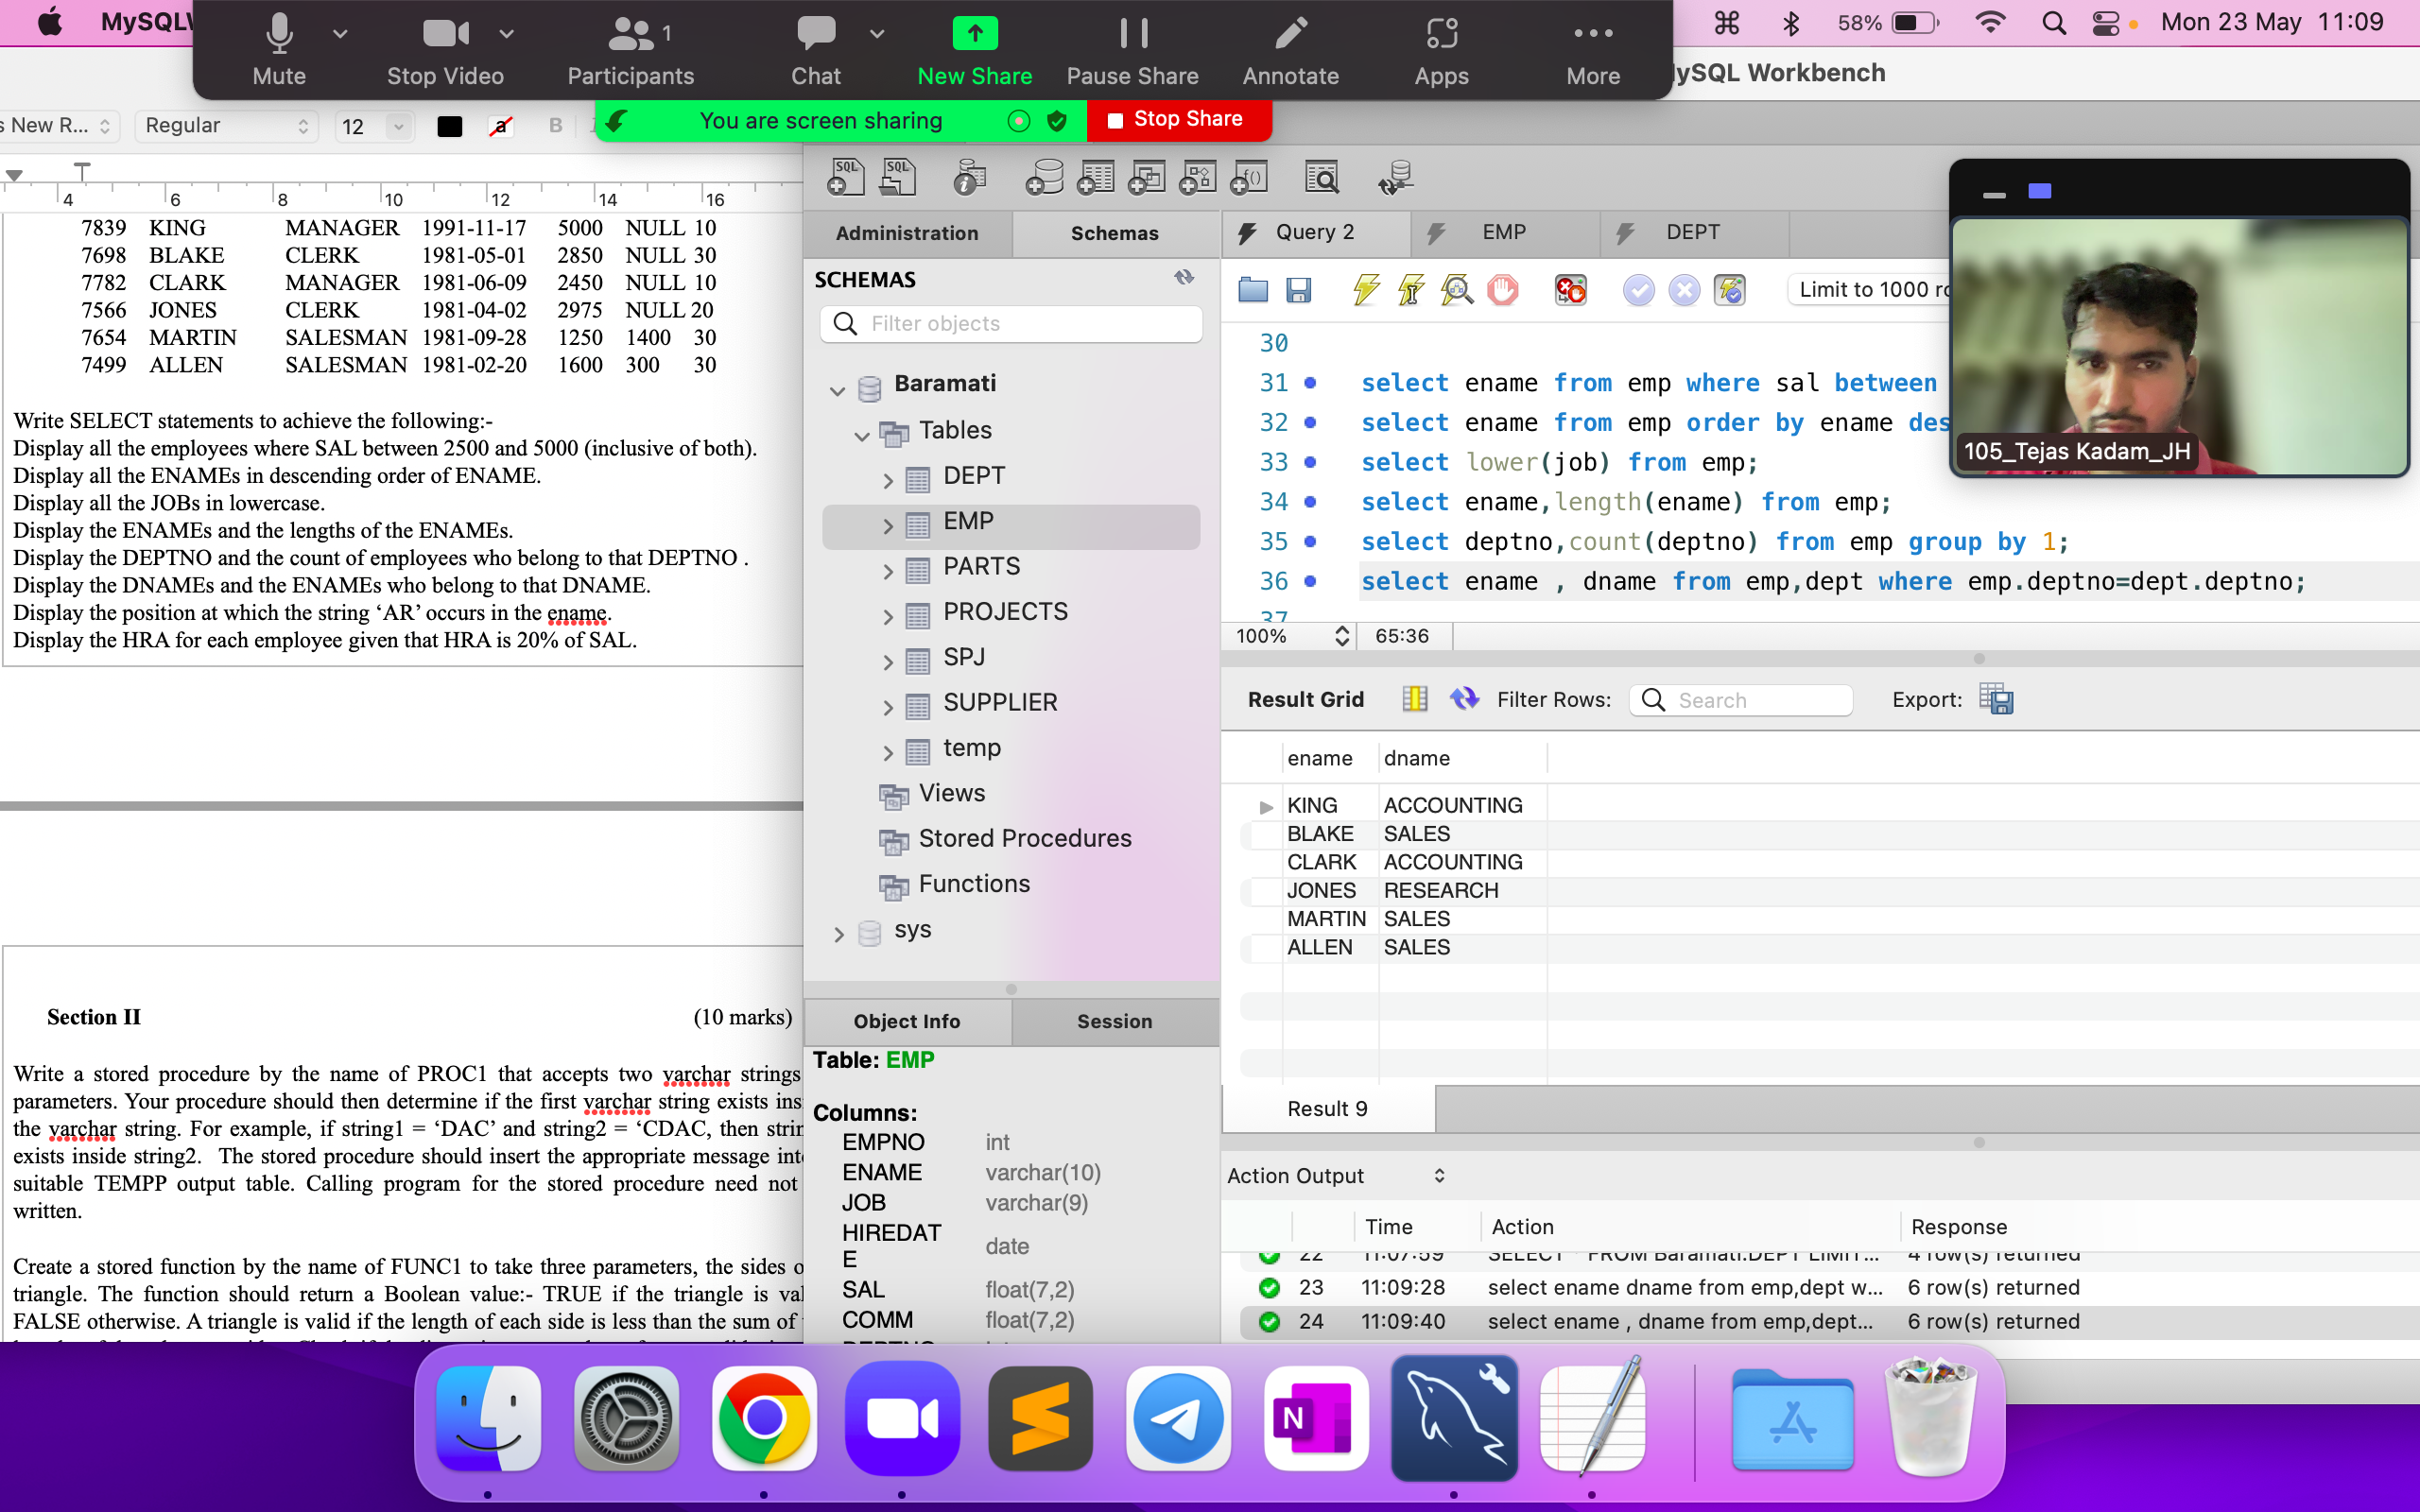 MySQLW
Mute
Stop Video
Participants
1
Chat
New Share
Pause Share
Annotate
Apps
More
58%
Mon 23 May 11:09
ySQL Workbench
You are screen sharing
Stop Share
s New R...
Regular
12
a
B
4 6 8 10 12 14 16
7839 KING MANAGER 1991-11-17 5000 NULL 10
7698 BLAKE CLERK 1981-05-01 2850 NULL 30
7782 CLARK MANAGER 1981-06-09 2450 NULL 10
7566 JONES CLERK 1981-04-02 2975 NULL 20
7654 MARTIN SALESMAN 1981-09-28 1250 1400 30
7499 ALLEN SALESMAN 1981-02-20 1600 300 30
Write SELECT statements to achieve the following:-
Display all the employees where SAL between 2500 and 5000 (inclusive of both).
Display all the ENAMEs in descending order of ENAME.
Display all the JOBs in lowercase.
Display the ENAMEs and the lengths of the ENAMEs.
Display the DEPTNO and the count of employees who belong to that DEPTNO .
Display the DNAMEs and the ENAMEs who belong to that DNAME.
Display the position at which the string ‘AR’ occurs in the ename.
Display the HRA for each employee given that HRA is 20% of SAL.
Section II (10 marks)
Write a stored procedure by the name of PROC1 that accepts two varchar strings
parameters. Your procedure should then determine if the first varchar string exists ins
the varchar string. For example, if string1 = ‘DAC’ and string2 = ‘CDAC, then strin
exists inside string2. The stored procedure should insert the appropriate message int
suitable TEMPP output table. Calling program for the stored procedure need not
written.
Create a stored function by the name of FUNC1 to take three parameters, the sides o
triangle. The function should return a Boolean value:- TRUE if the triangle is val
FALSE otherwise. A triangle is valid if the length of each side is less than the sum of
Administration
Schemas
SCHEMAS
Filter objects
Baramati
Tables
DEPT
EMP
PARTS
PROJECTS
SPJ
SUPPLIER
temp
Views
Stored Procedures
Functions
sys
Object Info
Session
Table: EMP
Columns:
EMPNO int
ENAME varchar(10)
JOB varchar(9)
HIREDAT
E date
SAL float(7,2)
COMM float(7,2)
Query 2
EMP
DEPT
Limit to 1000 ro
30
31 select ename from emp where sal between
32 select ename from emp order by ename des
33 select lower(job) from emp;
34 select ename,length(ename) from emp;
35 select deptno,count(deptno) from emp group by 1;
36 select ename , dname from emp,dept where emp.deptno=dept.deptno;
37
100%
65:36
105_Tejas Kadam_JH
Result Grid
Filter Rows:
Search
Export:
ename dname
KING ACCOUNTING
BLAKE SALES
CLARK ACCOUNTING
JONES RESEARCH
MARTIN SALES
ALLEN SALES
Result 9
Action Output
Time Action Response
22 11:07:59 SELECT * FROM Baramati.DEPT LIMIT... 4 row(s) returned
23 11:09:28 select ename dname from emp,dept w... 6 row(s) returned
24 11:09:40 select ename , dname from emp,dept... 6 row(s) returned
N